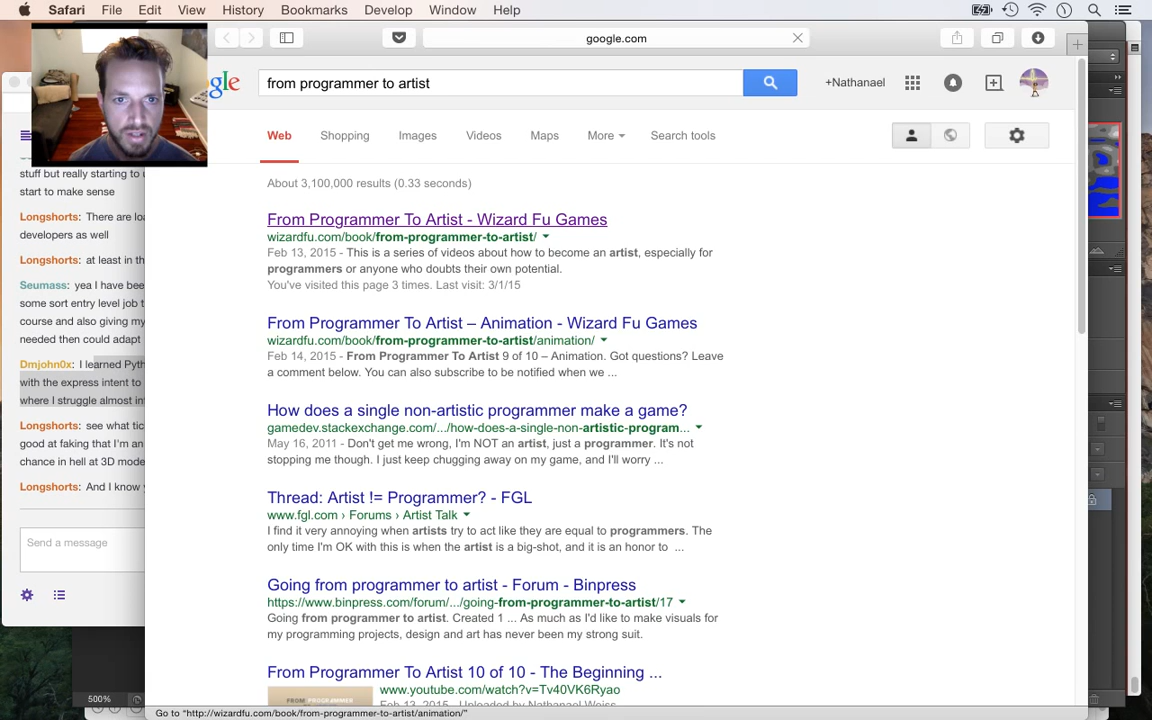 Safari File Edit View History Bookmarks Develop Window Help
google.com
gle
from programmer to artist
+Nathanael
Web Shopping Images Videos Maps More Search tools
About 3,100,000 results (0.33 seconds)
From Programmer To Artist - Wizard Fu Games
wizardfu.com/book/from-programmer-to-artist/
Feb 13, 2015 - This is a series of videos about how to become an artist, especially for
programmers or anyone who doubts their own potential.
You've visited this page 3 times. Last visit: 3/1/15
From Programmer To Artist – Animation - Wizard Fu Games
wizardfu.com/book/from-programmer-to-artist/animation/
Feb 14, 2015 - From Programmer To Artist 9 of 10 – Animation. Got questions? Leave
a comment below. You can also subscribe to be notified when we ...
How does a single non-artistic programmer make a game?
gamedev.stackexchange.com/.../how-does-a-single-non-artistic-program...
May 16, 2011 - Don't get me wrong, I'm NOT an artist, just a programmer. It's not
stopping me though. I just keep chugging away on my game, and I'll worry ...
Thread: Artist != Programmer? - FGL
www.fgl.com › Forums › Artist Talk
I find it very annoying when artists try to act like they are equal to programmers. The
only time I'm OK with this is when the artist is a big-shot, and it is an honor to ...
Going from programmer to artist - Forum - Binpress
https://www.binpress.com/forum/.../going-from-programmer-to-artist/17
Going from programmer to artist. Created 1 ... As much as I'd like to make visuals for
my programming projects, design and art has never been my strong suit.
From Programmer To Artist 10 of 10 - The Beginning ...
www.youtube.com/watch?v=Tv40VK6Ryao
Feb 13, 2015 - Uploaded by Nathanael Weiss
FROM PROGRAMMER
Go to "http://wizardfu.com/book/from-programmer-to-artist/animation/"
stuff but really starting to
start to make sense
Longshorts: There are
developers as well
Longshorts: at least in
Seumass: yea I have
some sort entry level job
course and also giving my
needed then could adapt
Dmjohn0x: I learned
with the express intent to
where I struggle almost
Longshorts: see what
good at faking that I'm an
chance in hell at 3D
Longshorts: And I know
Send a message
500%